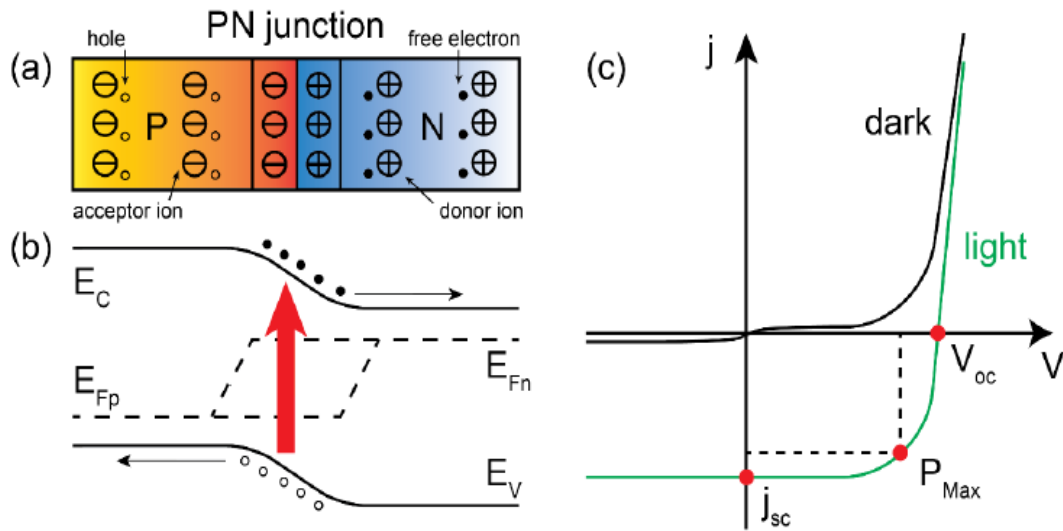 PN junction
hole
free electron
(a)
P
N
acceptor ion
donor ion
(b)
E_C
E_Fp
E_Fn
E_V
(c)
j
dark
light
V_oc
V
P_Max
j_sc